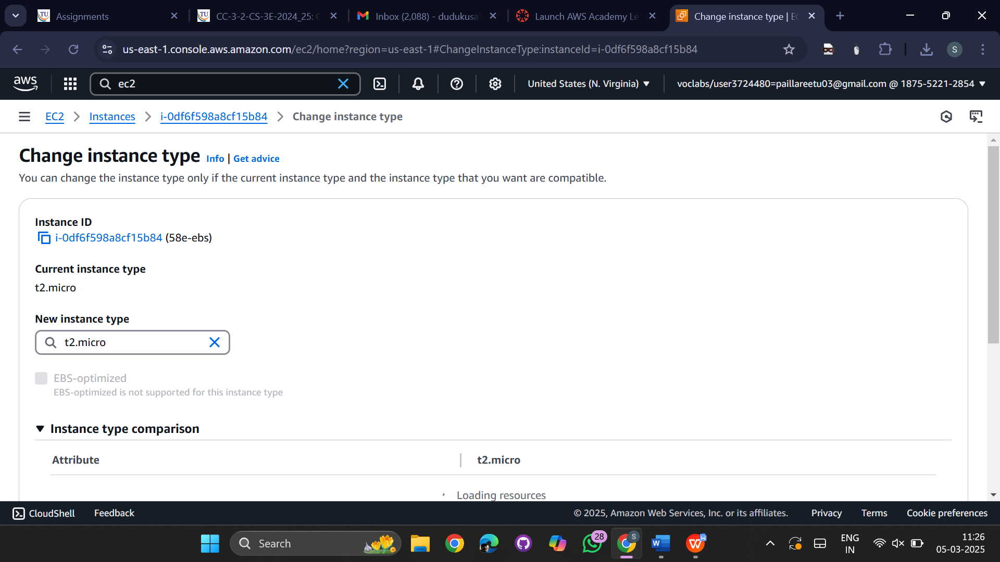 Assignments
CC-3-2-CS-3E-2024_25:
Inbox (2,088) - dudukusa
Launch AWS Academy Le
Change instance type | EC
us-east-1.console.aws.amazon.com/ec2/home?region=us-east-1#ChangeInstanceType:instanceId=i-0df6f598a8cf15b84
S
aws
ec2
United States (N. Virginia)
voclabs/user3724480=paillareetu03@gmail.com @ 1875-5221-2854
EC2
Instances
i-0df6f598a8cf15b84
Change instance type
Change instance type Info | Get advice
You can change the instance type only if the current instance type and the instance type that you want are compatible.
Instance ID
i-0df6f598a8cf15b84 (58e-ebs)
Current instance type
t2.micro
New instance type
t2.micro
EBS-optimized
EBS-optimized is not supported for this instance type
Instance type comparison
Attribute
t2.micro
Loading resources
CloudShell
Feedback
© 2025, Amazon Web Services, Inc. or its affiliates.
Privacy
Terms
Cookie preferences
Search
28
S
ENG
IN
11:26
05-03-2025